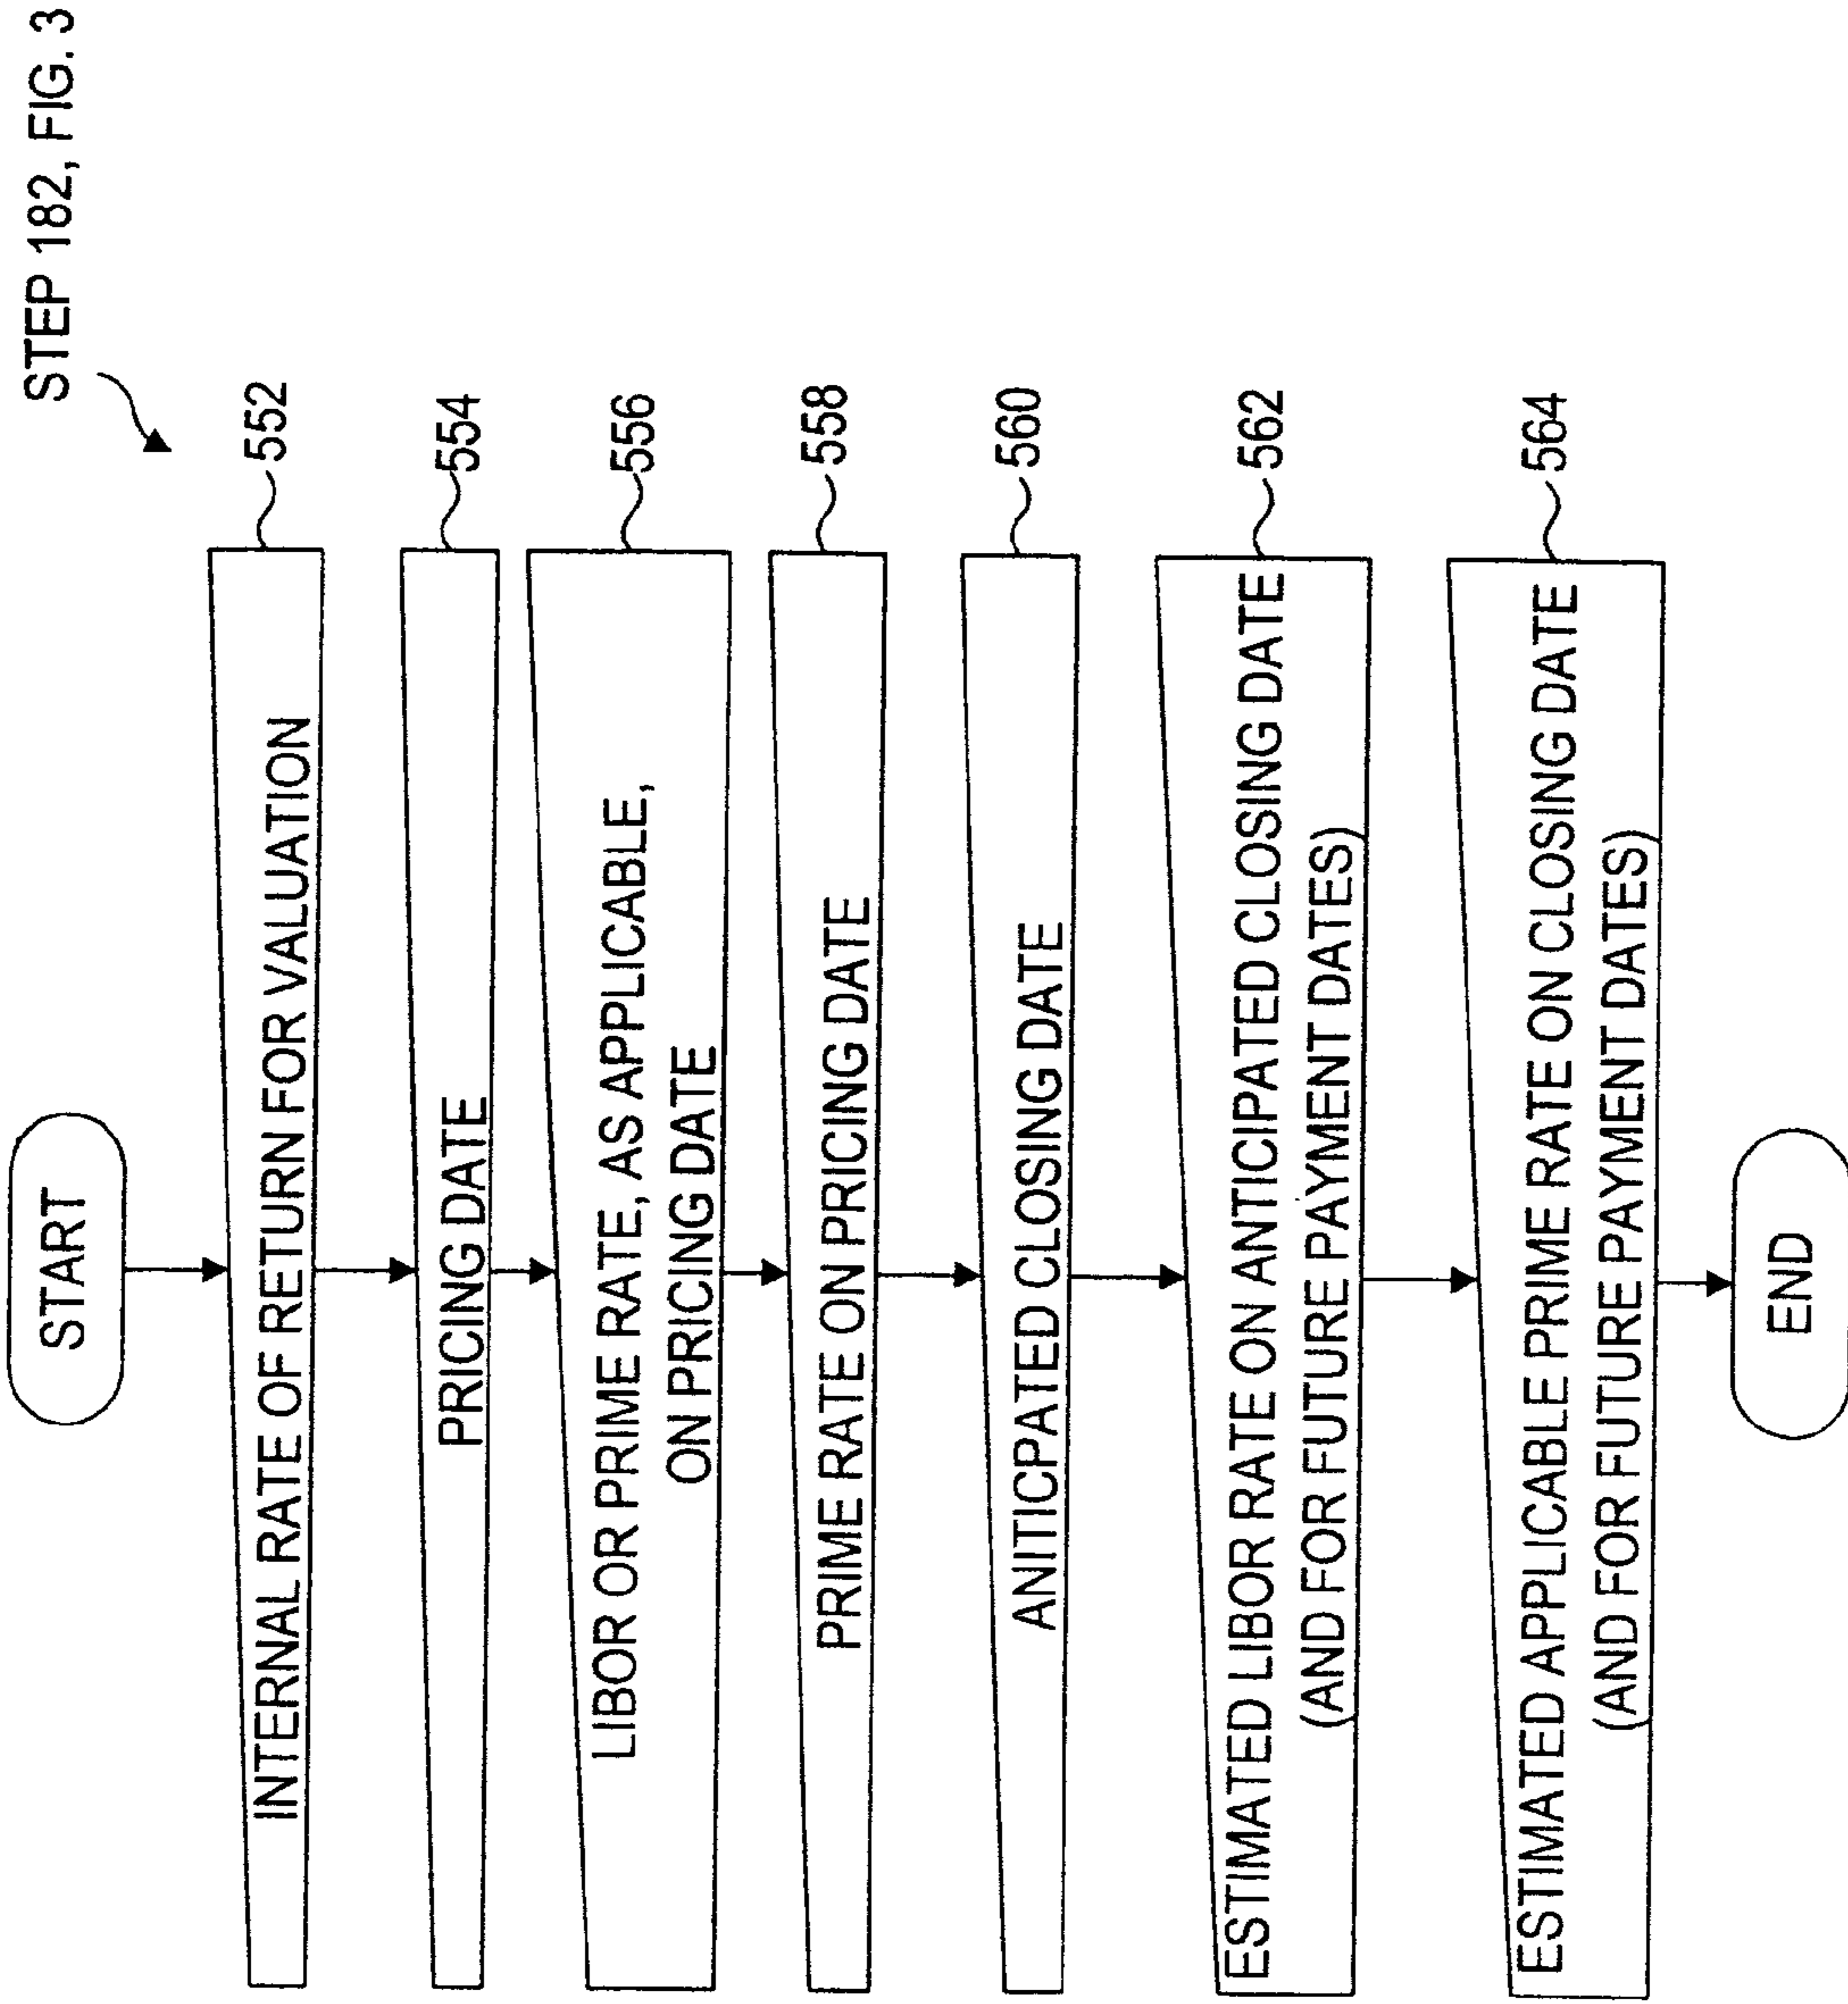 STEP 182, FIG. 3
START
INTERNAL RATE OF RETURN FOR VALUATION
552
PRICING DATE
554
LIBOR OR PRIME RATE, AS APPLICABLE,
ON PRICING DATE
556
PRIME RATE ON PRICING DATE
558
ANITICPATED CLOSING DATE
560
ESTIMATED LIBOR RATE ON ANTICIPATED CLOSING DATE
(AND FOR FUTURE PAYMENT DATES)
562
ESTIMATED APPLICABLE PRIME RATE ON CLOSING DATE
(AND FOR FUTURE PAYMENT DATES)
564
END